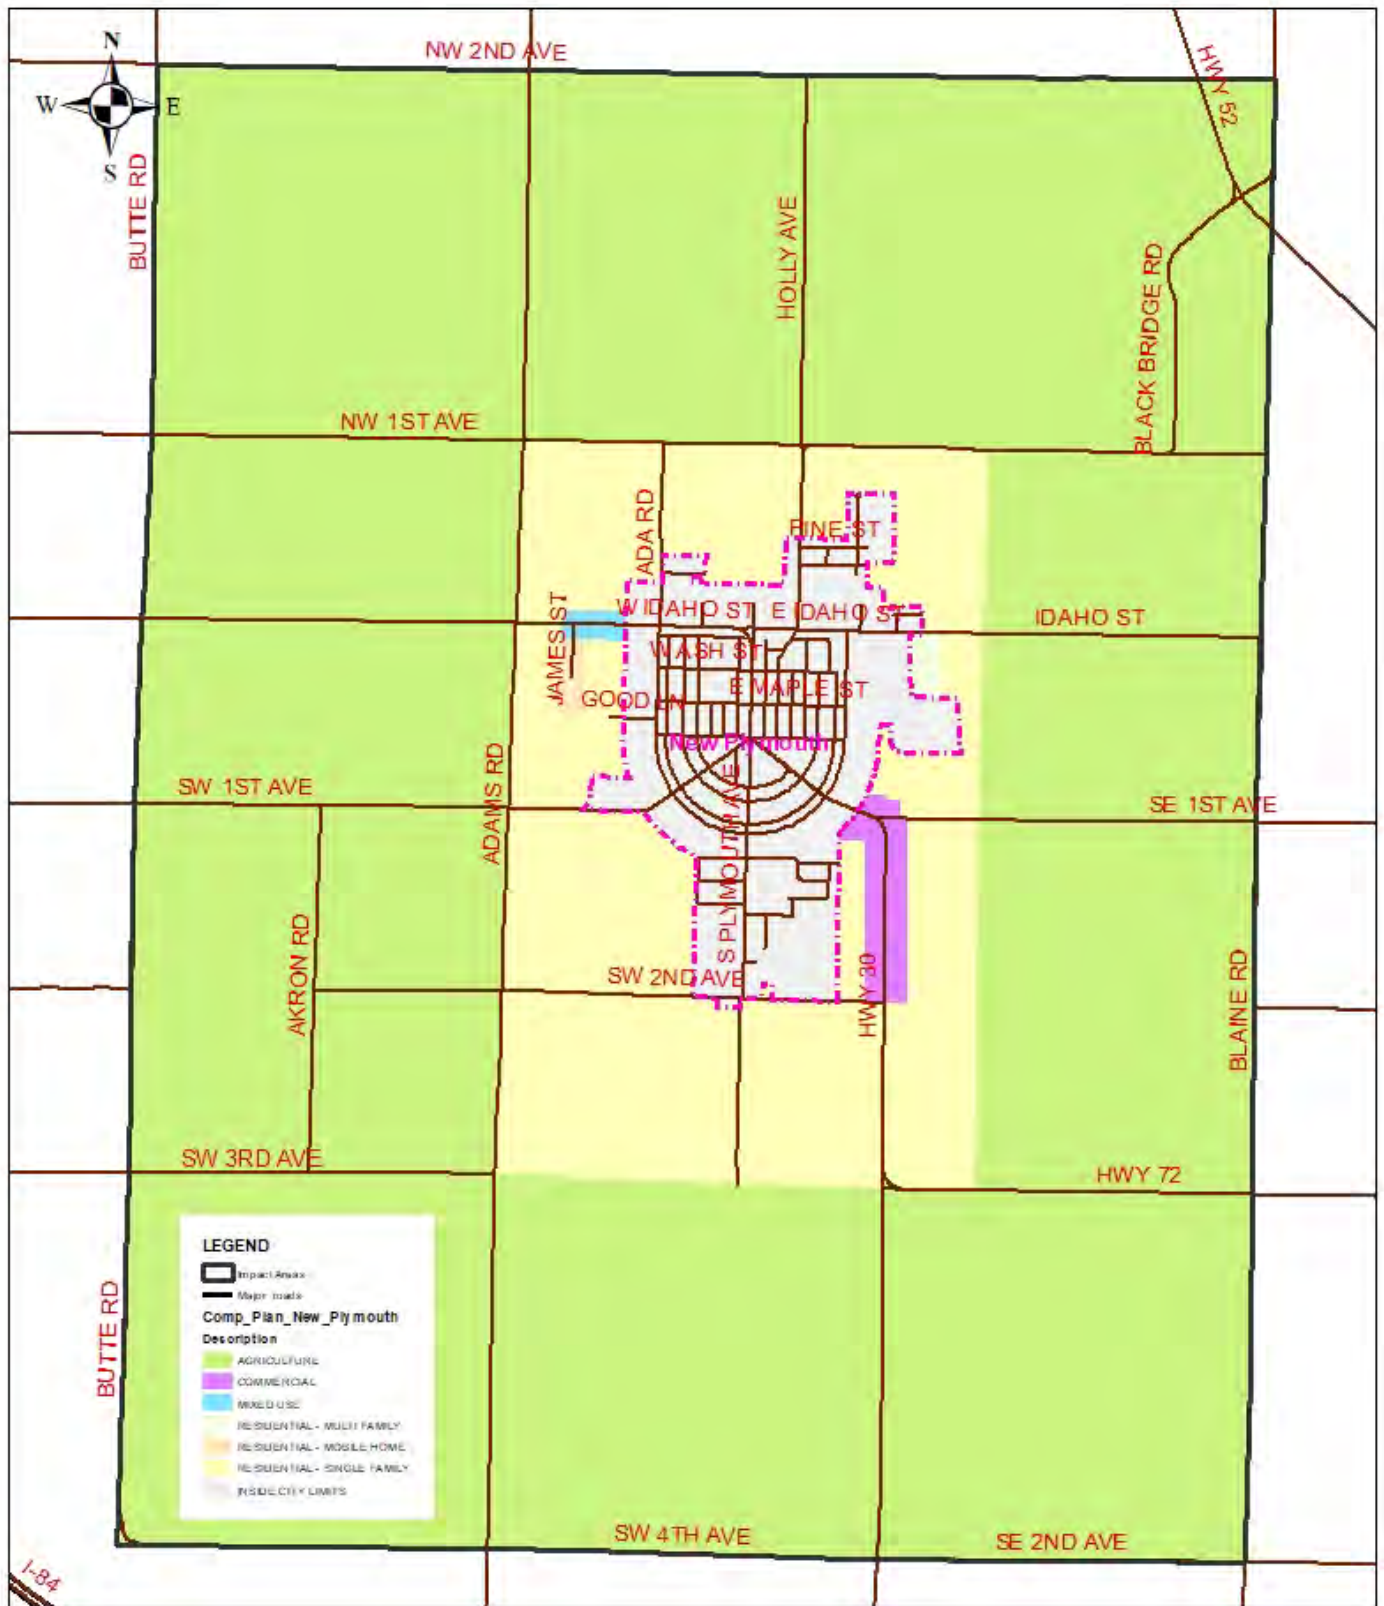 NW 2ND AVE
HWY 52
N
W
E
S
BUTTE RD
HOLLY AVE
BLACK BRIDGE RD
NW 1ST AVE
ADA RD
PINE ST
JAMES ST
W IDAHO ST
E IDAHO ST
IDAHO ST
W ASH ST
E MAPLE ST
GOOD LN
New Plymouth
SW 1ST AVE
ADAMS RD
S PLYMOUTH AVE
SE 1ST AVE
AKRON RD
SW 2ND AVE
HWY 30
BLAINE RD
SW 3RD AVE
HWY 72
LEGEND
Impact Areas
Major roads
Comp_Plan_New_Plymouth
Description
AGRICULTURE
COMMERCIAL
MIXED USE
RESIDENTIAL - MULTI FAMILY
RESIDENTIAL - MOBILE HOME
RESIDENTIAL - SINGLE FAMILY
INSIDE CITY LIMITS
BUTTE RD
SW 4TH AVE
SE 2ND AVE
I-84